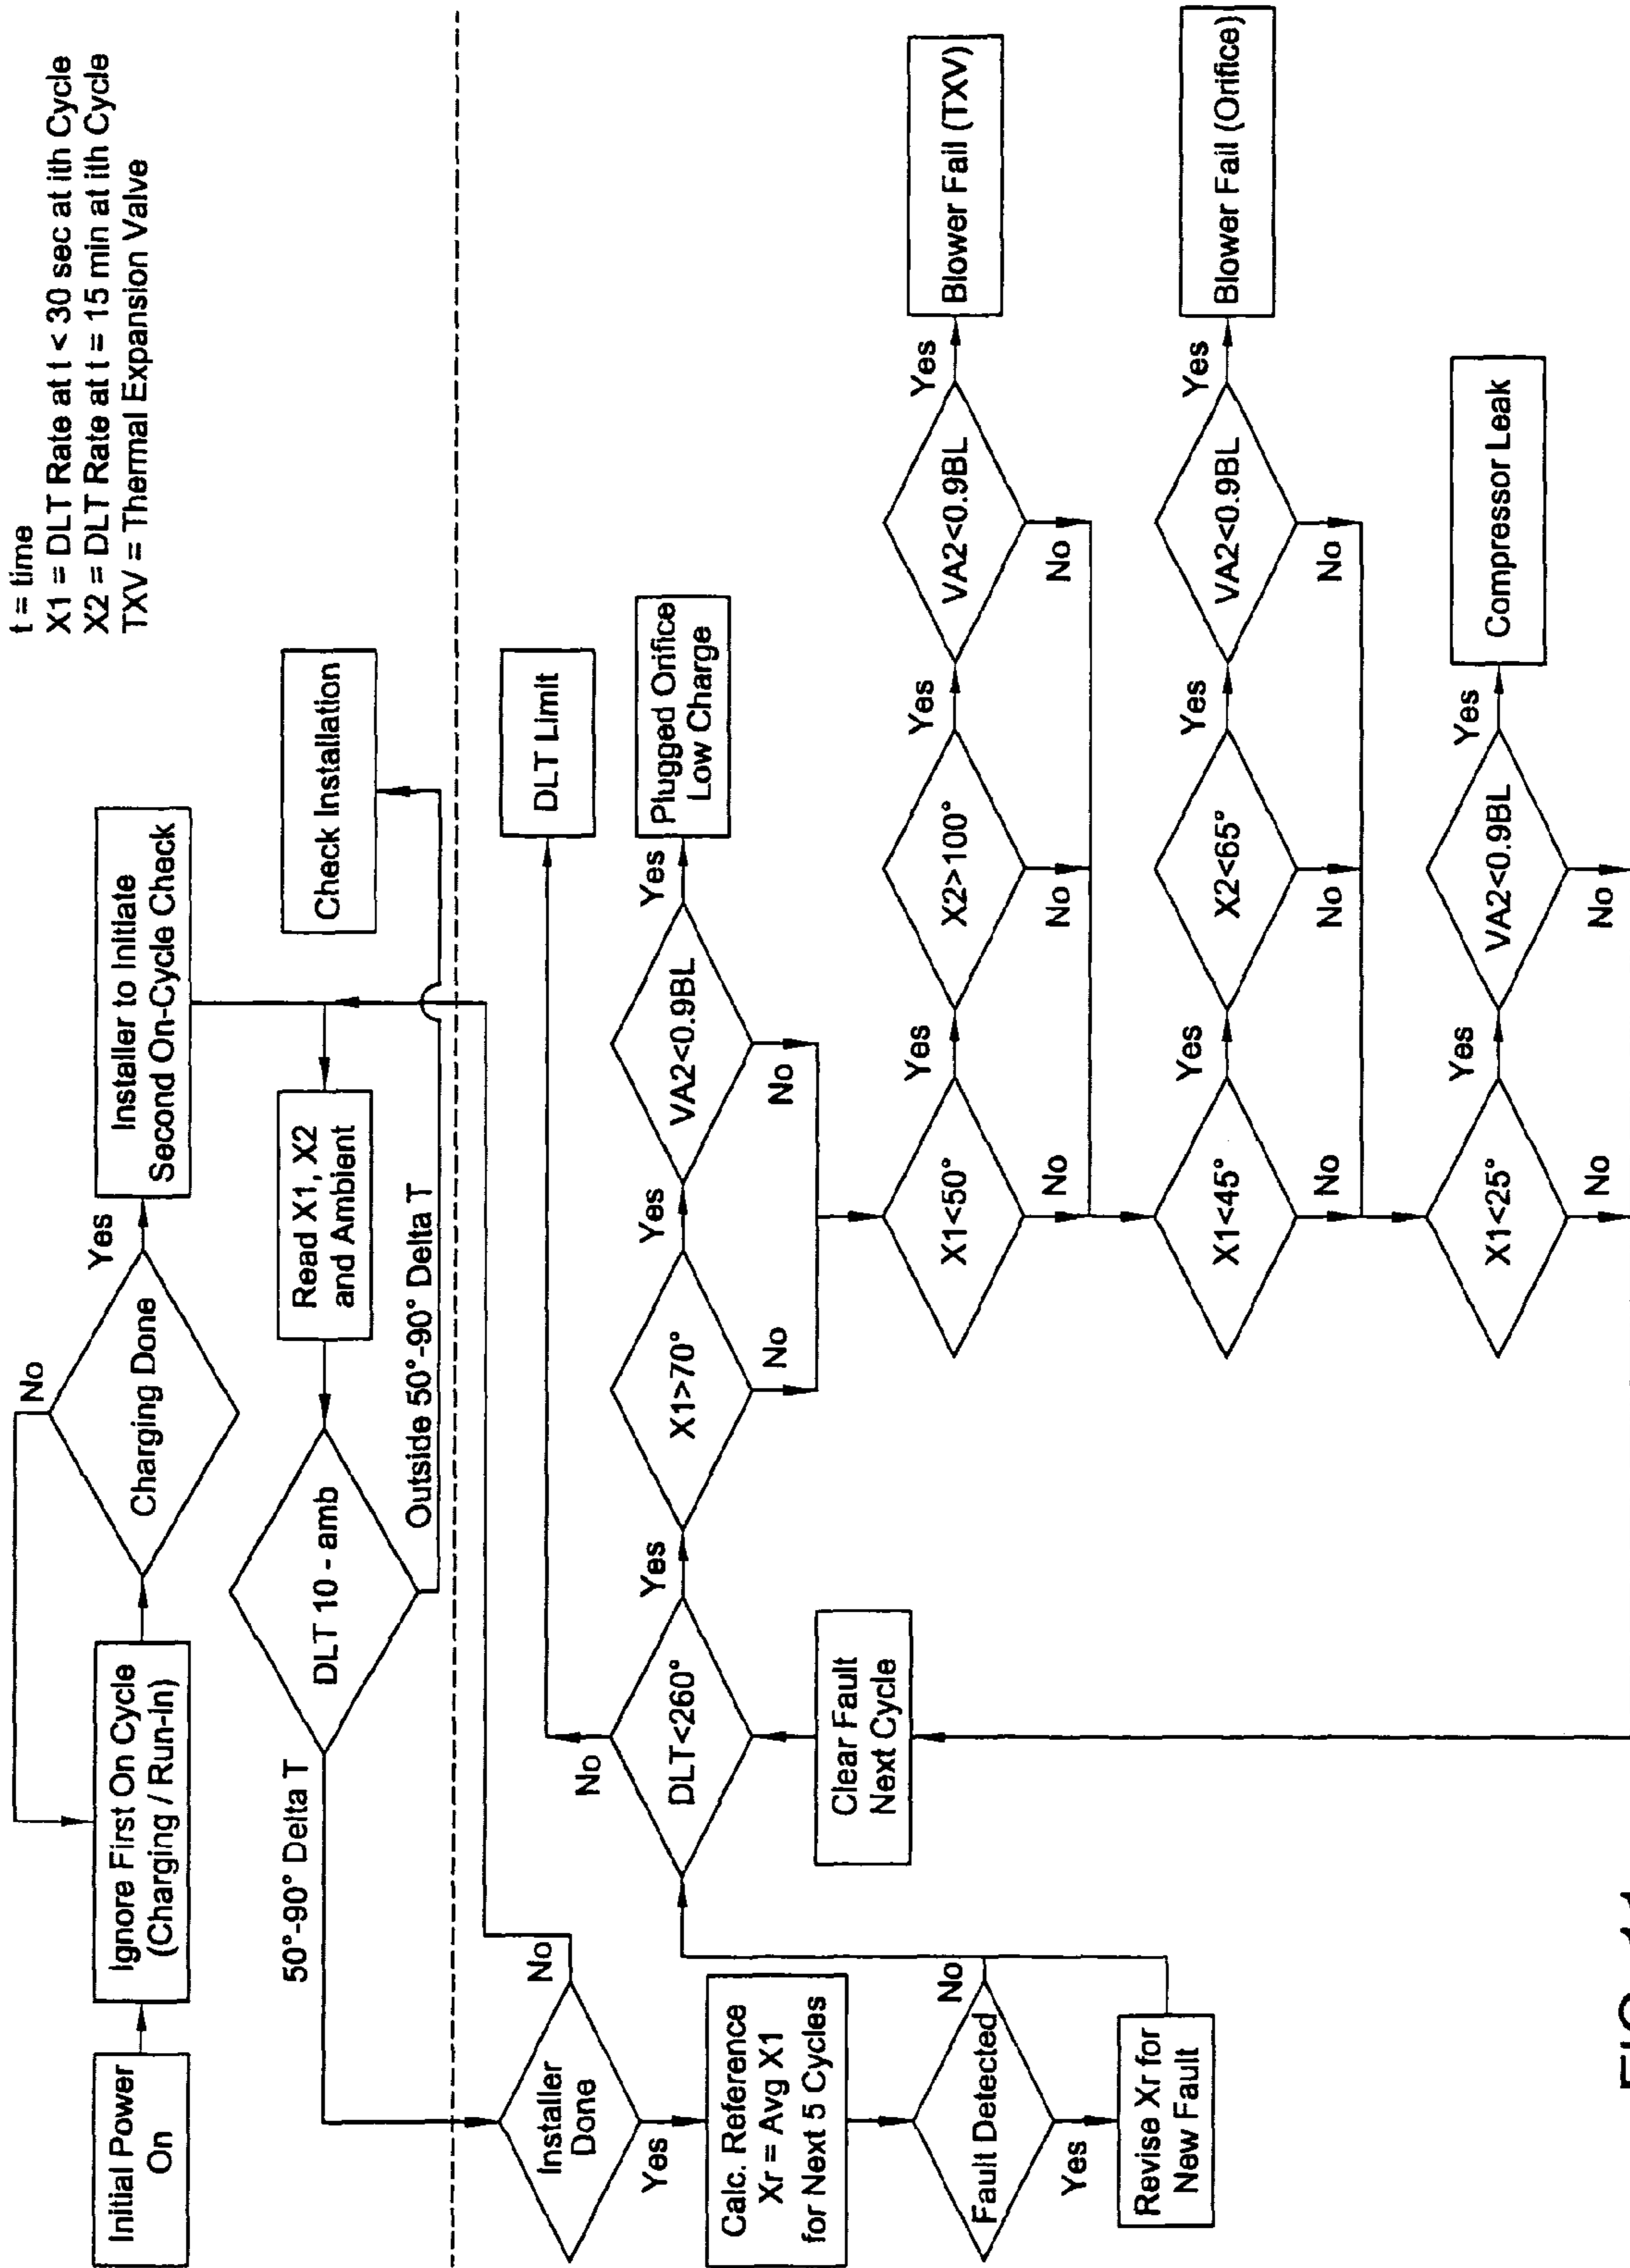 t = time
X1 = DLT Rate at t < 30 sec at ith Cycle
X2 = DLT Rate at t = 15 min at ith Cycle
TXV = Thermal Expansion Valve
Initial Power
On
Ignore First On Cycle
(Charging / Run-In)
Charging Done
No
Yes
Installer to Initiate
Second On-Cycle Check
Read X1, X2
and Ambient
DLT 10 - amb
50°-90° Delta T
Outside 50°-90° Delta T
Check Installation
Installer
Done
No
Yes
Calc. Reference
Xr = Avg X1
for Next 5 Cycles
Fault Detected
No
Yes
Revise Xr for
New Fault
DLT<260°
No
Yes
DLT Limit
Clear Fault
Next Cycle
X1>70°
Yes
No
VA2<0.9BL
Yes
No
Plugged Orifice
Low Charge
X1<50°
Yes
No
X2>100°
Yes
No
VA2<0.9BL
Yes
No
Blower Fail (TXV)
X1<45°
Yes
No
X2<65°
Yes
No
VA2<0.9BL
Yes
No
Blower Fail (Orifice)
X1<25°
Yes
No
VA2<0.9BL
Yes
No
Compressor Leak